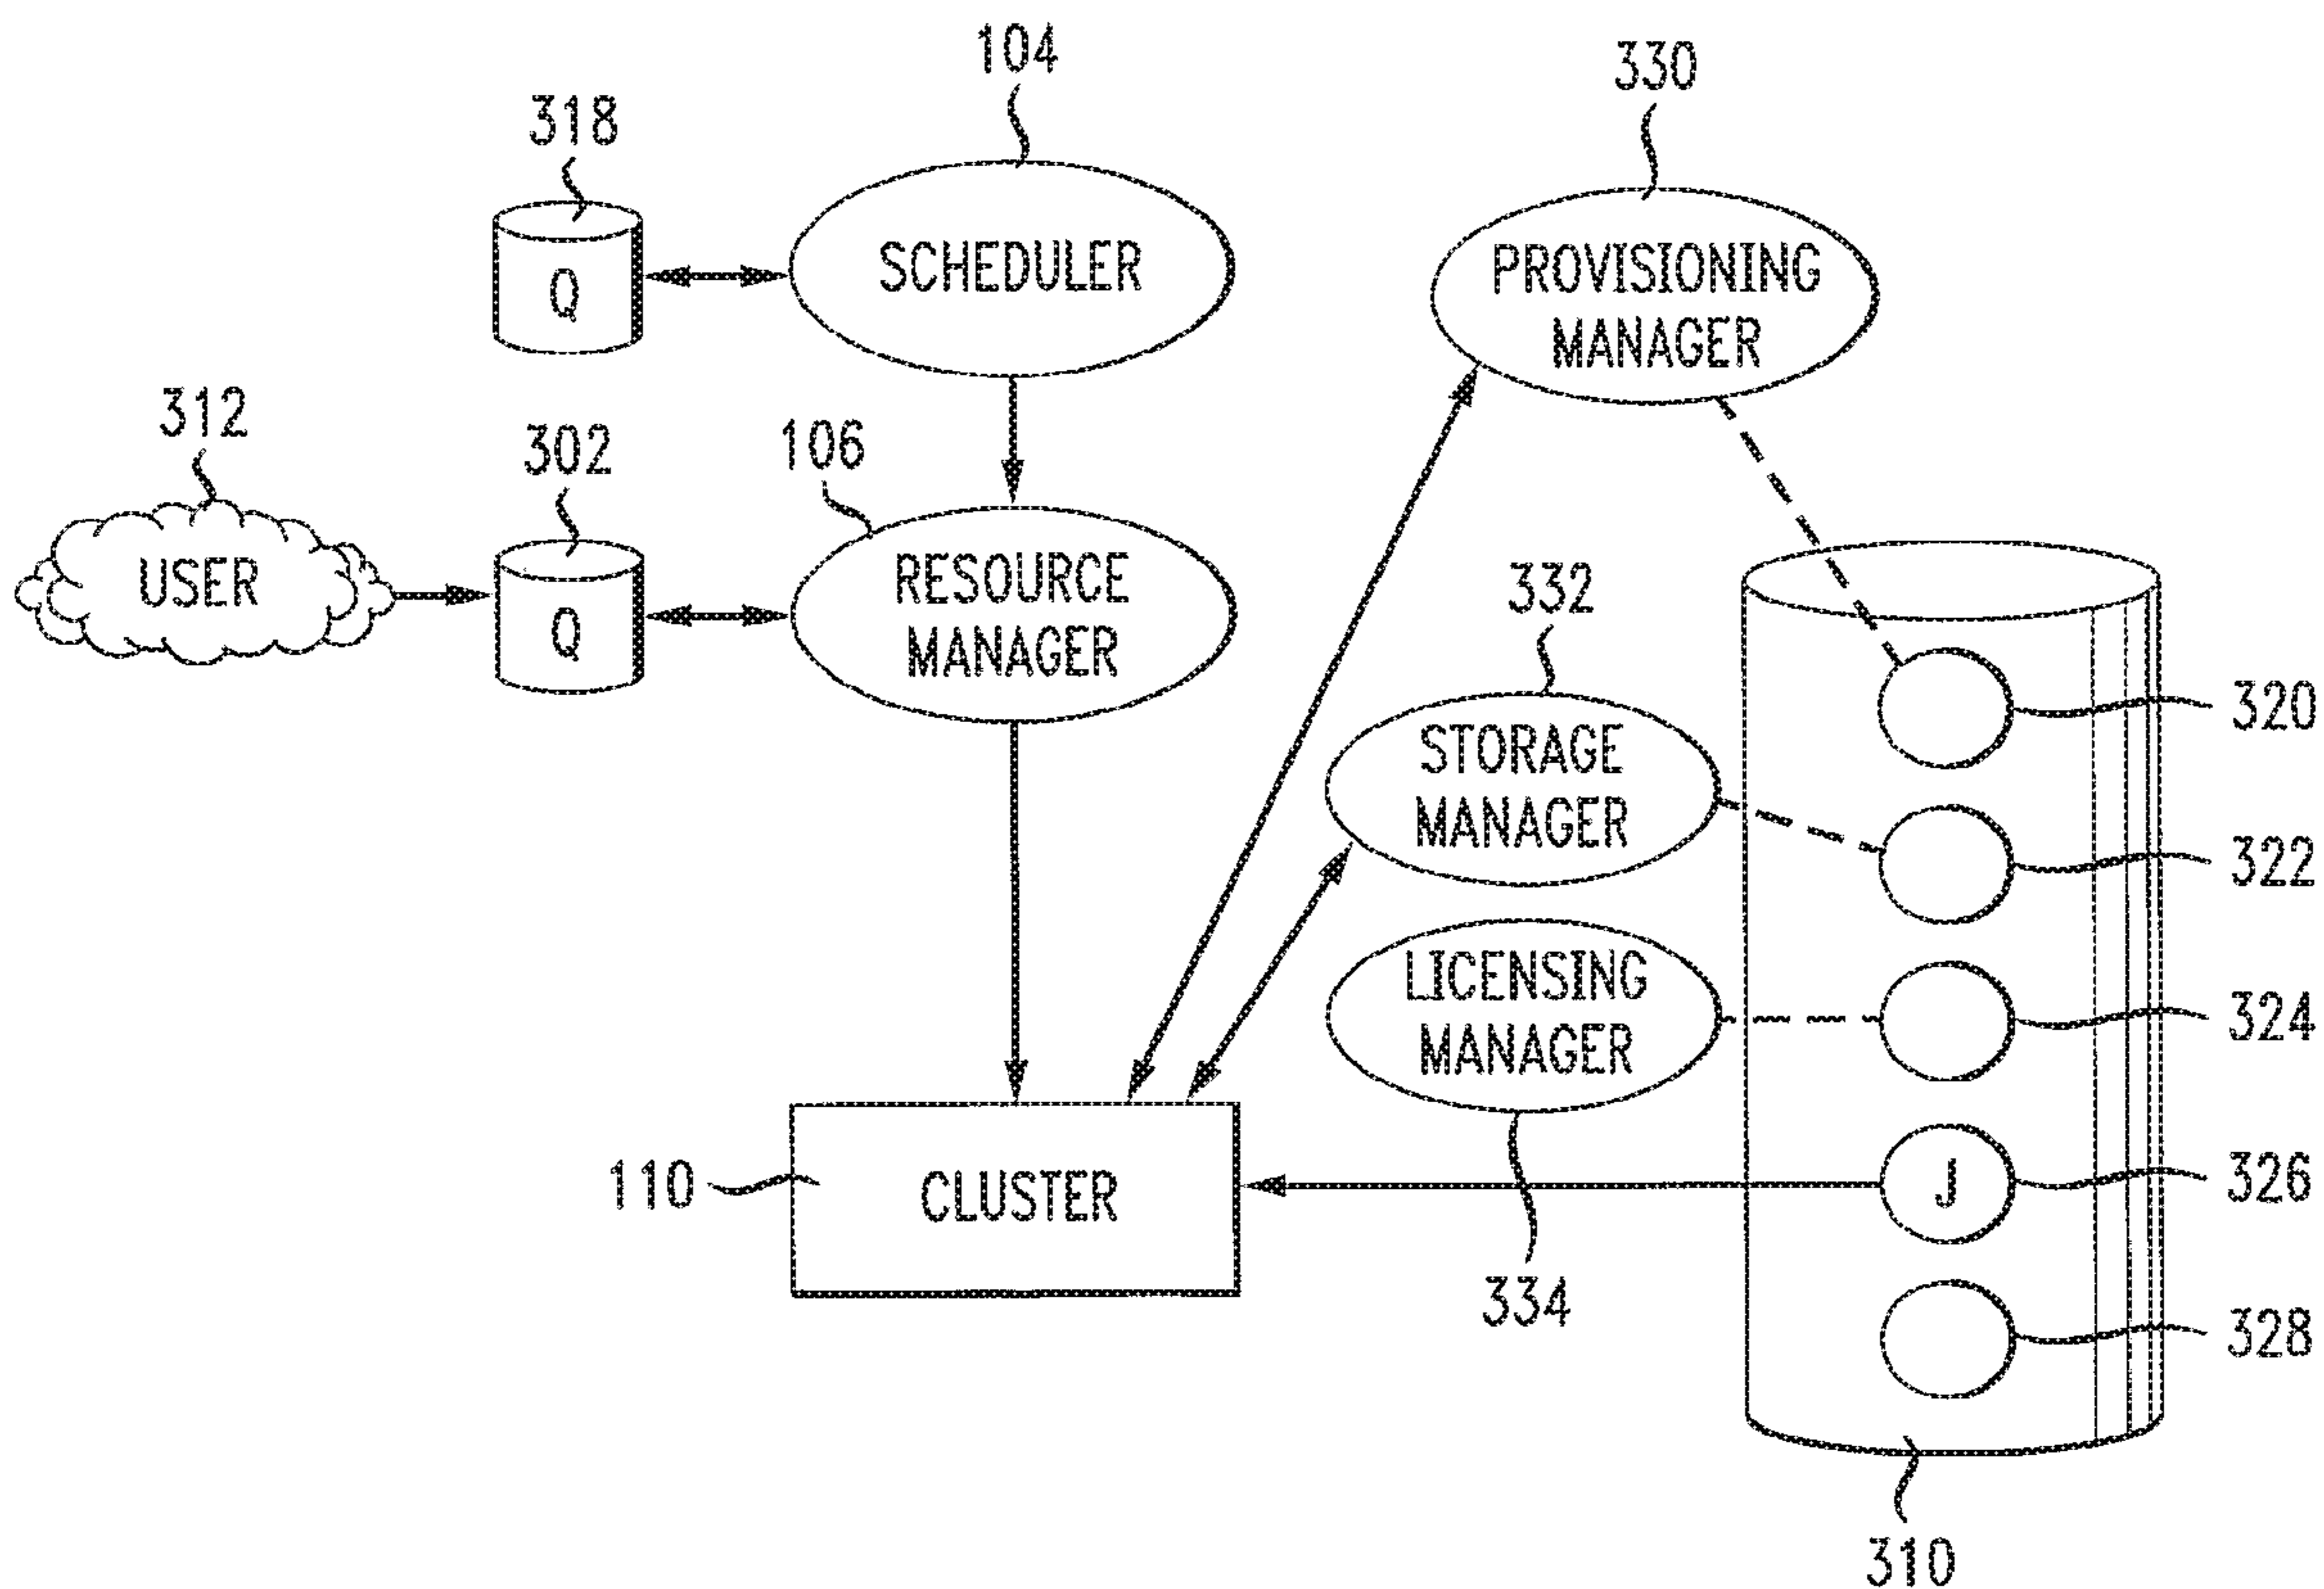 104
330
318
SCHEDULER
PROVISIONING
MANAGER
Q
312
302
106
USER
Q
RESOURCE
MANAGER
332
STORAGE
MANAGER
320
322
LICENSING
MANAGER
324
110
CLUSTER
J
326
334
328
310